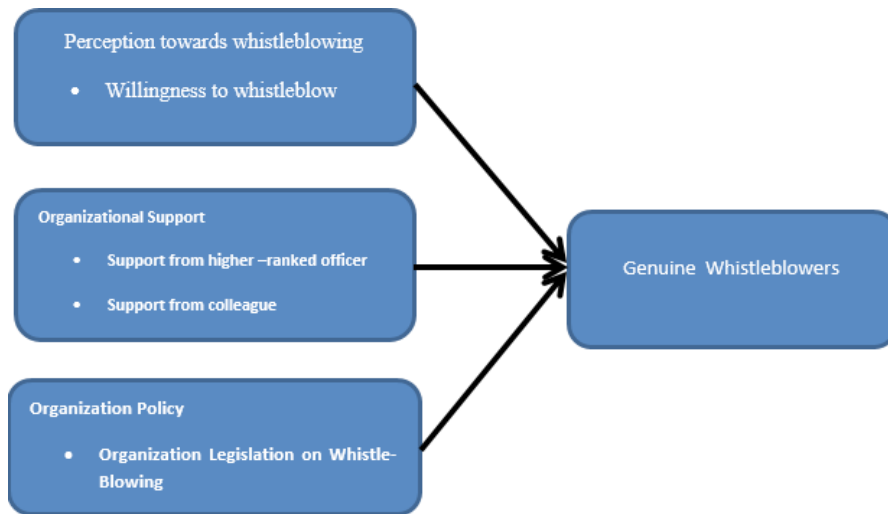 Perception towards whistleblowing
• Willingness to whistleblow
Organizational Support
• Support from higher –ranked officer
• Support from colleague
Genuine Whistleblowers
Organization Policy
• Organization Legislation on Whistle-
Blowing